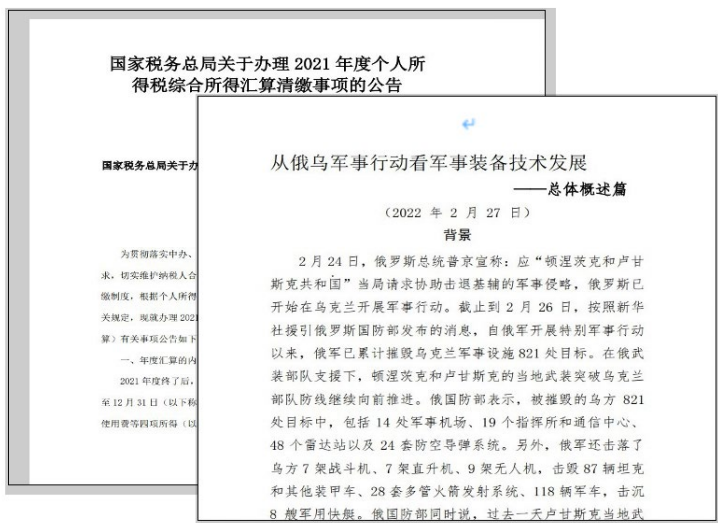 国家税务总局关于办理 2021 年度个人所
得税综合所得汇算清缴事项的公告
国家税务总局关于办
为贯彻落实中办、
求，切实维护纳税人合
缴制度，根据个人所得
关规定，现就办理 2021
算）有关事项公告如下
一、年度汇算的内
2021 年度终了后，
至 12 月 31 日（以下称
使用费等四项所得（以
从俄乌军事行动看军事装备技术发展
——总体概述篇
（2022 年 2 月 27 日）
背景
2 月 24 日，俄罗斯总统普京宣称：应“顿涅茨克和卢甘
斯克共和国”当局请求协助击退基辅的军事侵略，俄罗斯已
开始在乌克兰开展军事行动。截止到 2 月 26 日，按照新华
社援引俄罗斯国防部发布的消息，自俄军开展特别军事行动
以来，俄军已累计摧毁乌克兰军事设施 821 处目标。在俄武
装部队支援下，顿涅茨克和卢甘斯克的当地武装突破乌克兰
部队防线继续向前推进。俄国防部表示，被摧毁的乌方 821
处目标中，包括 14 处军事机场、19 个指挥所和通信中心、
48 个雷达站以及 24 套防空导弹系统。另外，俄军还击落了
乌方 7 架战斗机、7 架直升机、9 架无人机，击毁 87 辆坦克
和其他装甲车、28 套多管火箭发射系统、118 辆军车，击沉
8 艘军用快艇。俄国防部同时说，过去一天卢甘斯克当地武